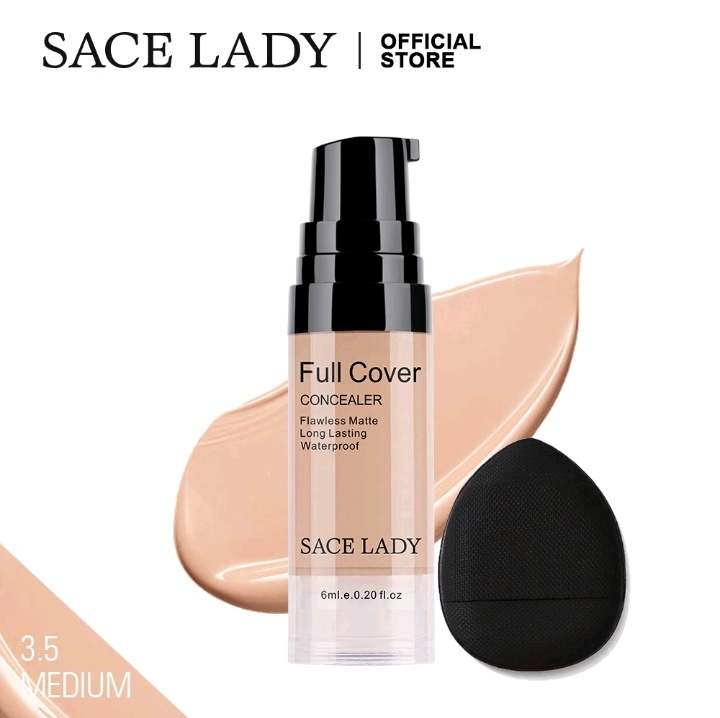 SACE LADY
OFFICIAL
STORE
Full Cover
CONCEALER
Flawless Matte
Long Lasting
Waterproof
SACE LADY
6ml.e.0.20 fl.oz
3.5
MEDIUM